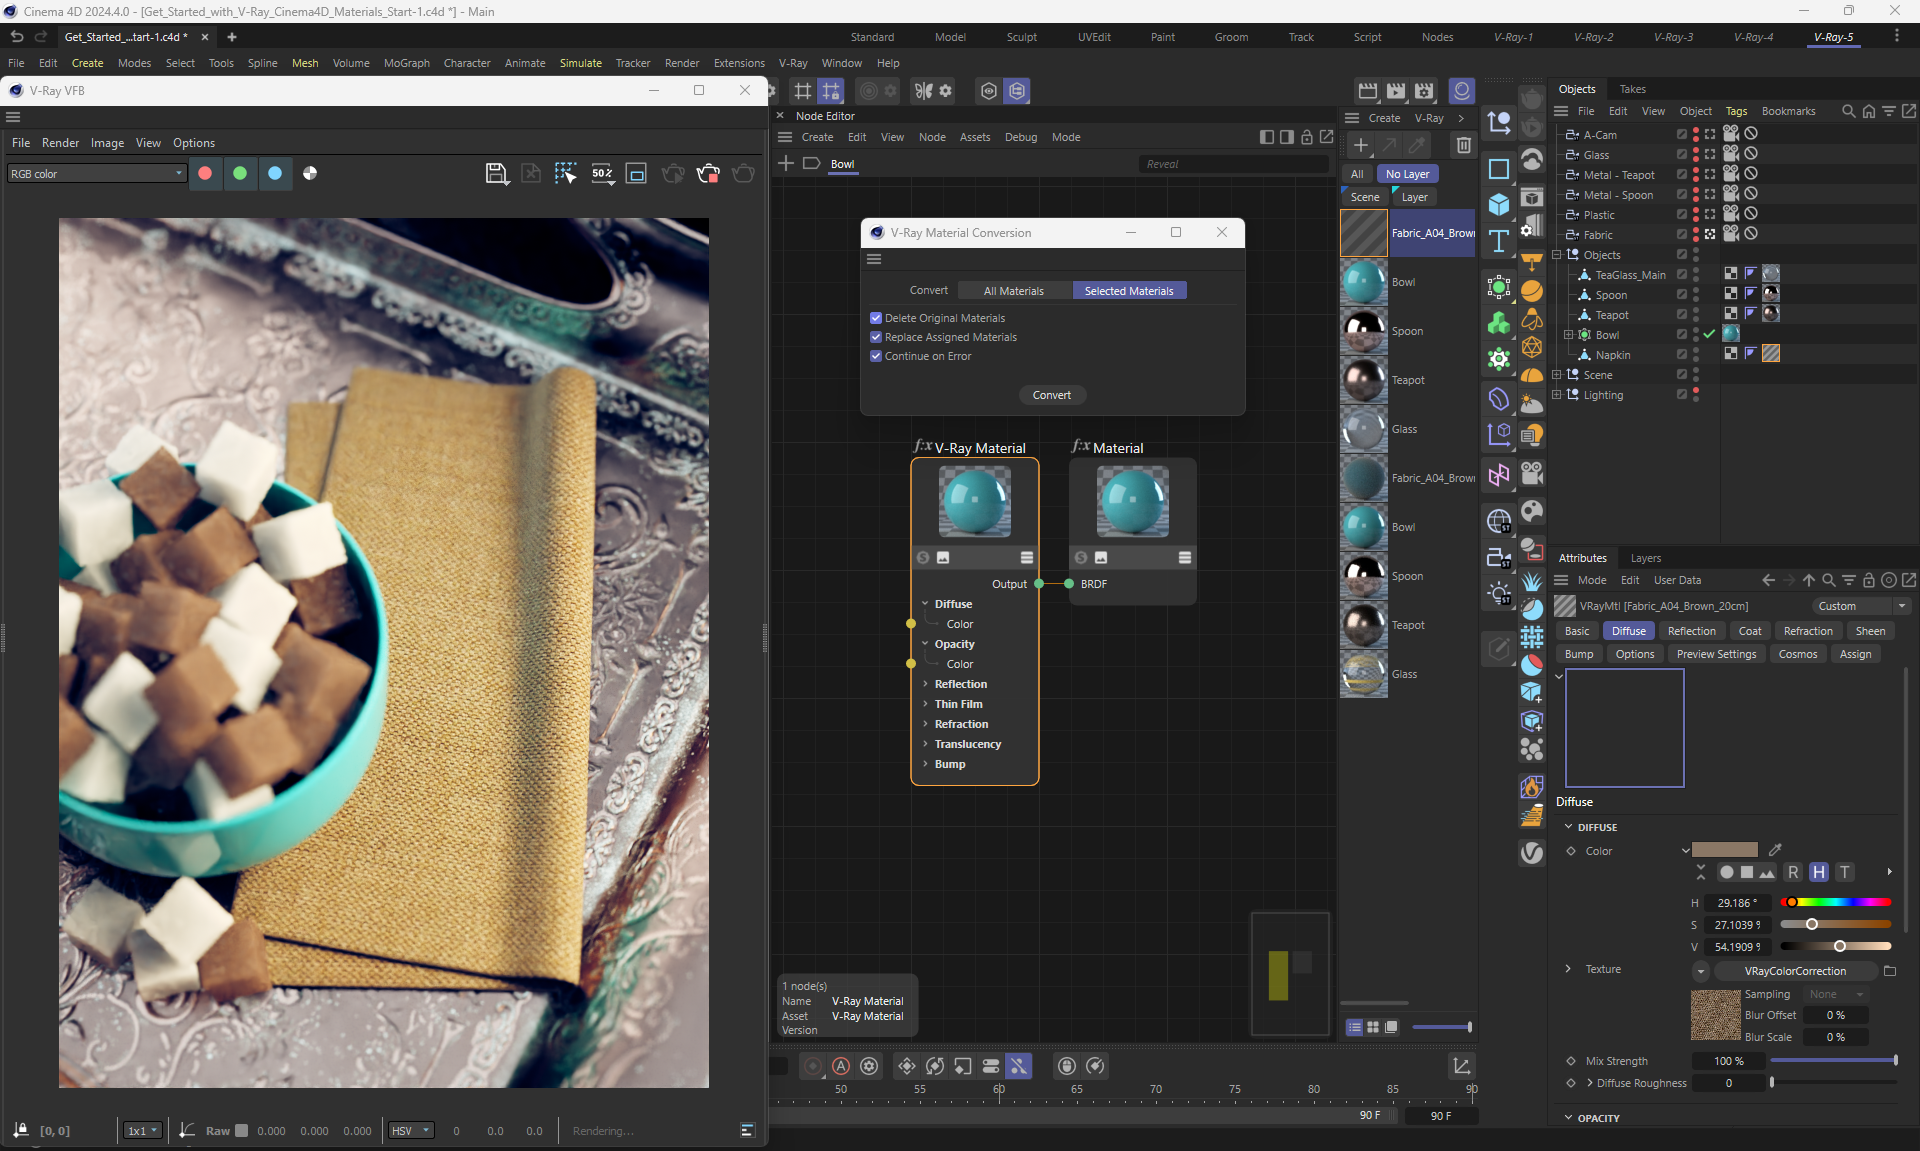 Cinema 4D 2024.4.0 - [Get_Started_with_V-Ray_Cinema4D_Materials_Start-1.c4d *] - Main
Get_Started_...tart-1.c4d *
Standard Model Sculpt UVEdit Paint Groom Track Script Nodes V-Ray-1 V-Ray-2 V-Ray-3 V-Ray-4 V-Ray-5
File Edit Create Modes Select Tools Spline Mesh Volume MoGraph Character Animate Simulate Tracker Render Extensions V-Ray Window Help
V-Ray VFB
File Render Image View Options
RGB color
50%
[0, 0]
1x1
Raw
0.000 0.000 0.000
HSV
0 0.0 0.0
Rendering...
Node Editor
Create Edit View Node Assets Debug Mode
Bowl
Reveal
V-Ray Material Conversion
Convert All Materials Selected Materials
Delete Original Materials
Replace Assigned Materials
Continue on Error
Convert
f:x V-Ray Material
f:x Material
S
S
Output
BRDF
Diffuse
Color
Opacity
Color
Reflection
Thin Film
Refraction
Translucency
Bump
1 node(s)
Name V-Ray Material
Asset V-Ray Material
Version
A
50 55 60 65 70 75 80 85 90
90 F
90 F
Create V-Ray
All No Layer
Scene Layer
Fabric_A04_Brown
Bowl
Spoon
Teapot
Glass
Fabric_A04_Brown
Bowl
Spoon
Teapot
Glass
T
ST
ST
ST
Objects Takes
File Edit View Object Tags Bookmarks
A-Cam
Glass
Metal - Teapot
Metal - Spoon
Plastic
Fabric
Objects
TeaGlass_Main
Spoon
Teapot
Bowl
Napkin
Scene
Lighting
Attributes Layers
Mode Edit User Data
VRayMtl [Fabric_A04_Brown_20cm]
Custom
Basic Diffuse Reflection Coat Refraction Sheen
Bump Options Preview Settings Cosmos Assign
Diffuse
DIFFUSE
Color
R H T
H 29.186 °
S 27.1039 %
V 54.1909 %
Texture
VRayColorCorrection
Sampling None
Blur Offset 0 %
Blur Scale 0 %
Mix Strength 100 %
Diffuse Roughness 0
OPACITY